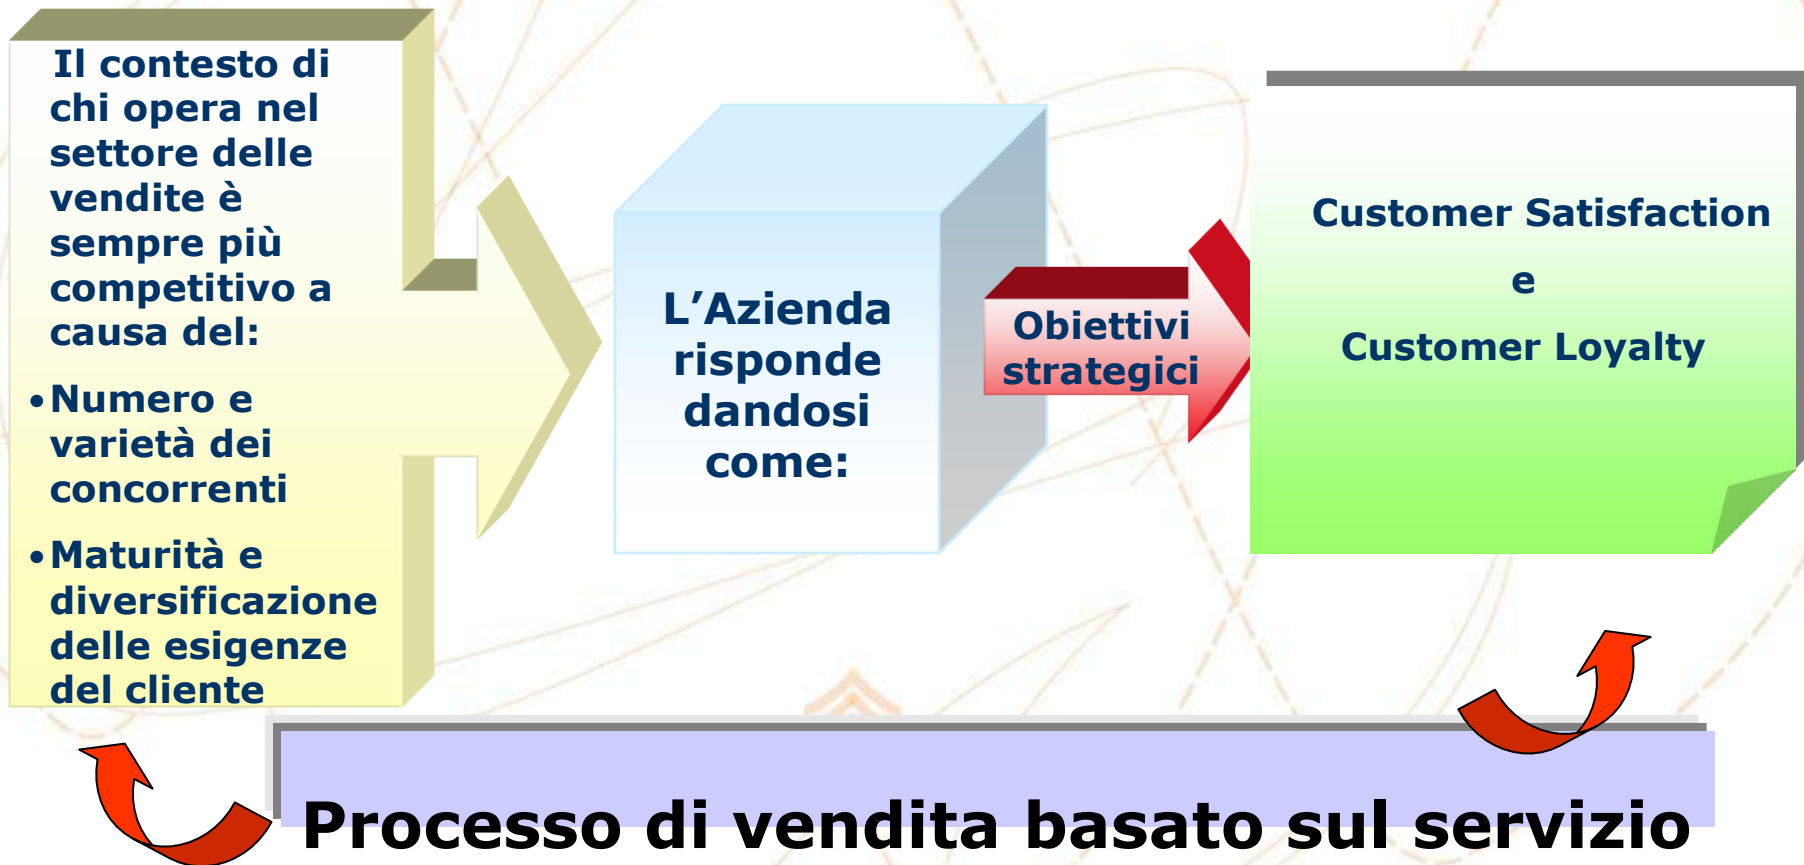 Il contesto di
chi opera nel
settore delle
vendite è
sempre più
competitivo a
causa del:
•Numero e
varietà dei
concorrenti
•Maturità e
diversificazione
delle esigenze
del cliente
L’Azienda
risponde
dandosi
come:
Obiettivi
strategici
Customer Satisfaction
e
Customer Loyalty
Processo di vendita basato sul servizio